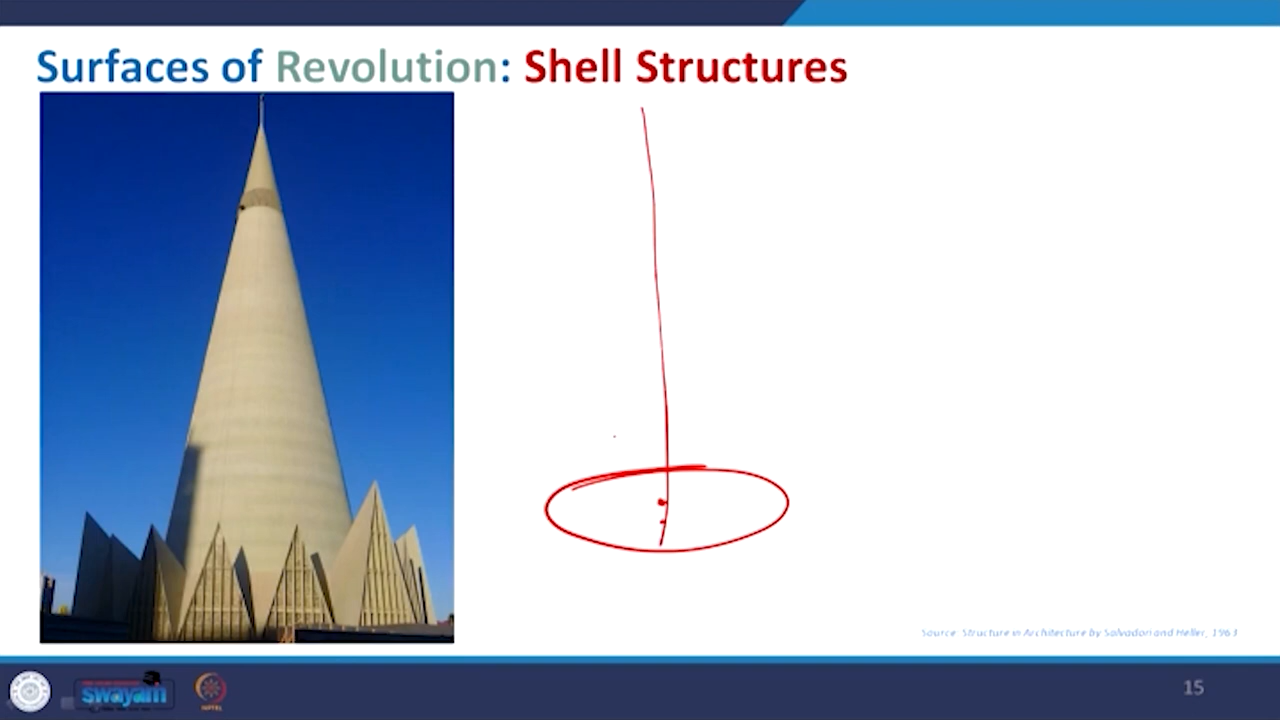 Surfaces of Revolution: Shell Structures
Source: Structure in Architecture by Salvadori and Heller, 1963
swayam
15